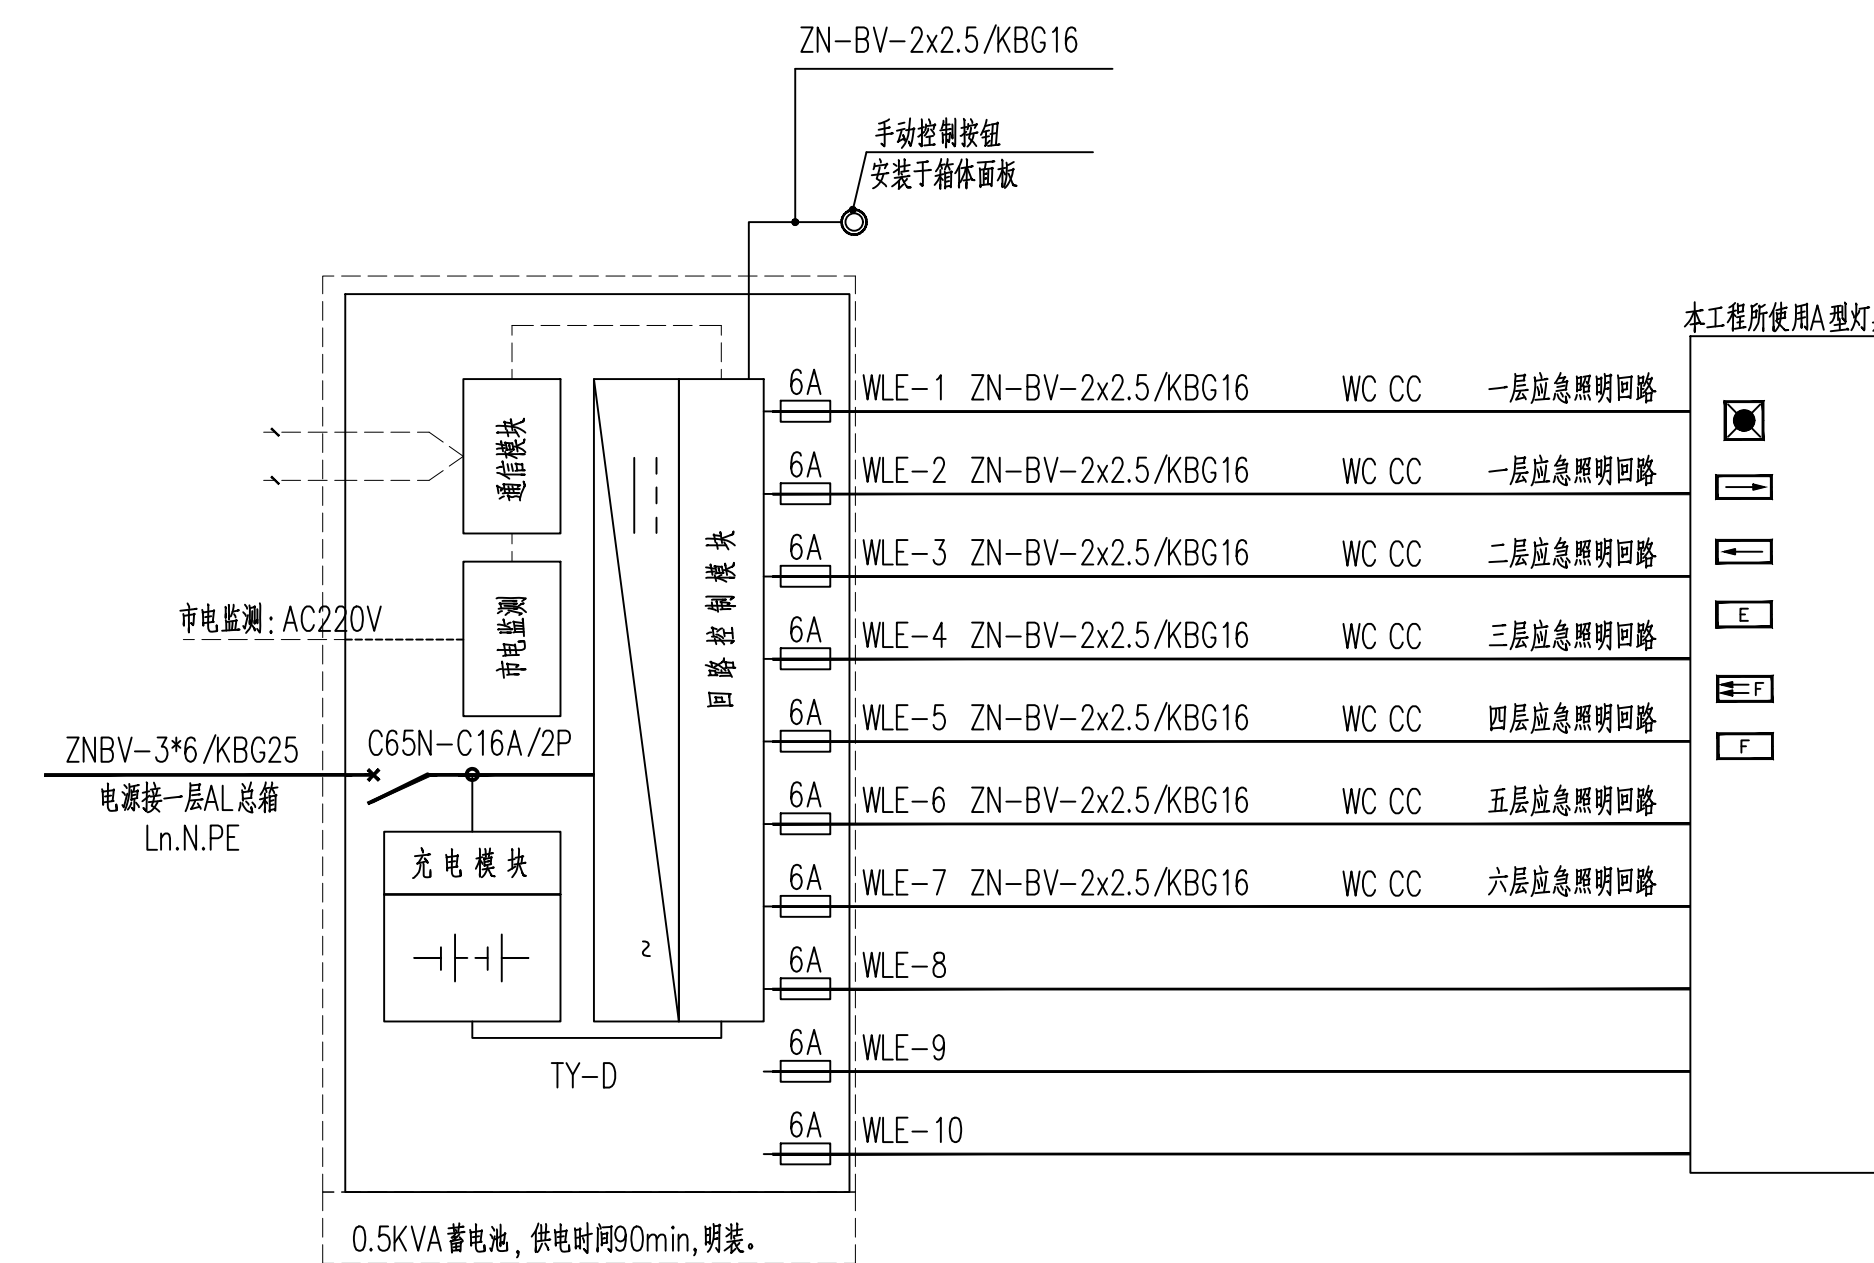 ZN-BV-2x2.5/KBG16
手动控制按钮
安装于箱体面板
本工程所使用A型灯
6A WLE-1 ZN-BV-2x2.5/KBG16 WC CC 一层应急照明回路
6A WLE-2 ZN-BV-2x2.5/KBG16 WC CC 一层应急照明回路
6A WLE-3 ZN-BV-2x2.5/KBG16 WC CC 二层应急照明回路
6A WLE-4 ZN-BV-2x2.5/KBG16 WC CC 三层应急照明回路
6A WLE-5 ZN-BV-2x2.5/KBG16 WC CC 四层应急照明回路
6A WLE-6 ZN-BV-2x2.5/KBG16 WC CC 五层应急照明回路
6A WLE-7 ZN-BV-2x2.5/KBG16 WC CC 六层应急照明回路
6A WLE-8
6A WLE-9
6A WLE-10
通信模块
市电监测
回路控制模块
市电监测: AC220V
ZNBV-3*6/KBG25
电源接一层AL总箱
Ln.N.PE
C65N-C16A/2P
充电模块
TY-D
0.5KVA蓄电池, 供电时间90min, 明装。
E
F
F